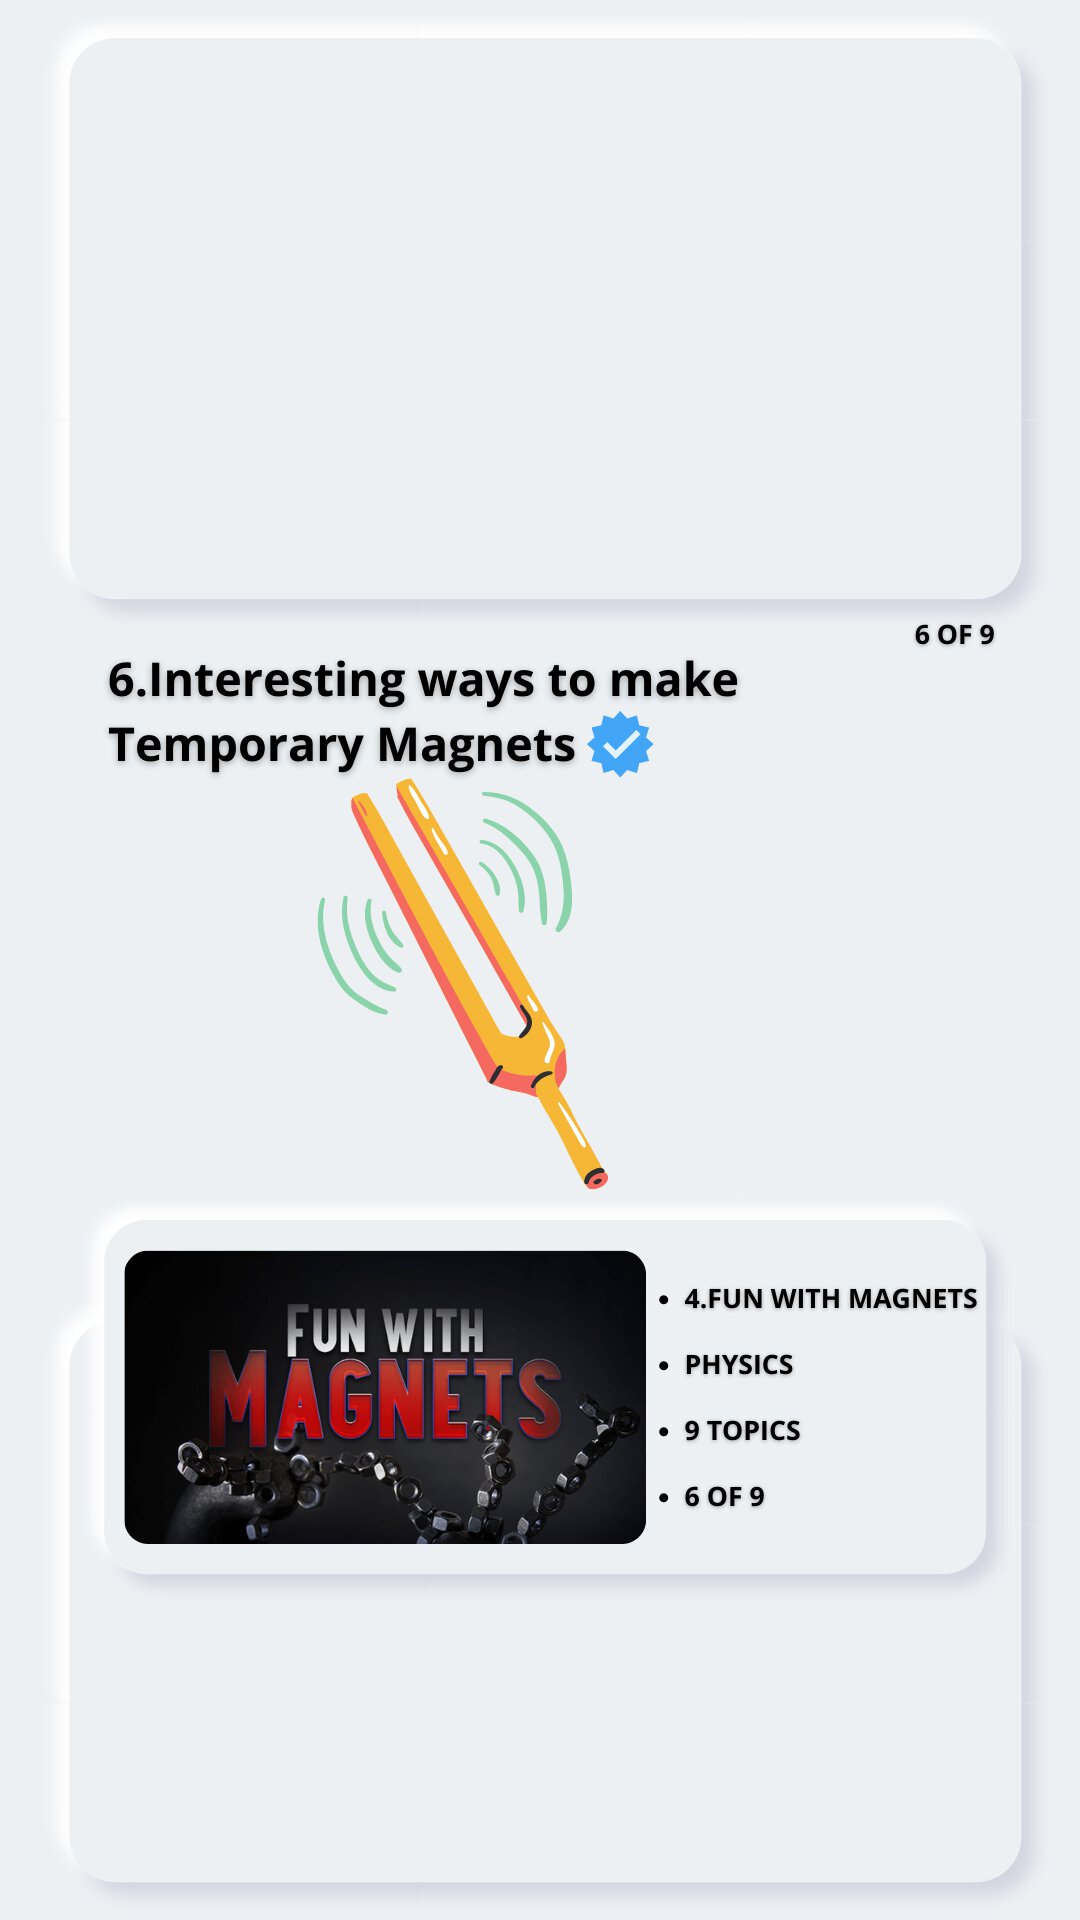 6 OF 9
6.Interesting ways to make
Temporary Magnets
FUN WITH
MAGNETS
• 4.FUN WITH MAGNETS
• PHYSICS
• 9 TOPICS
• 6 OF 9